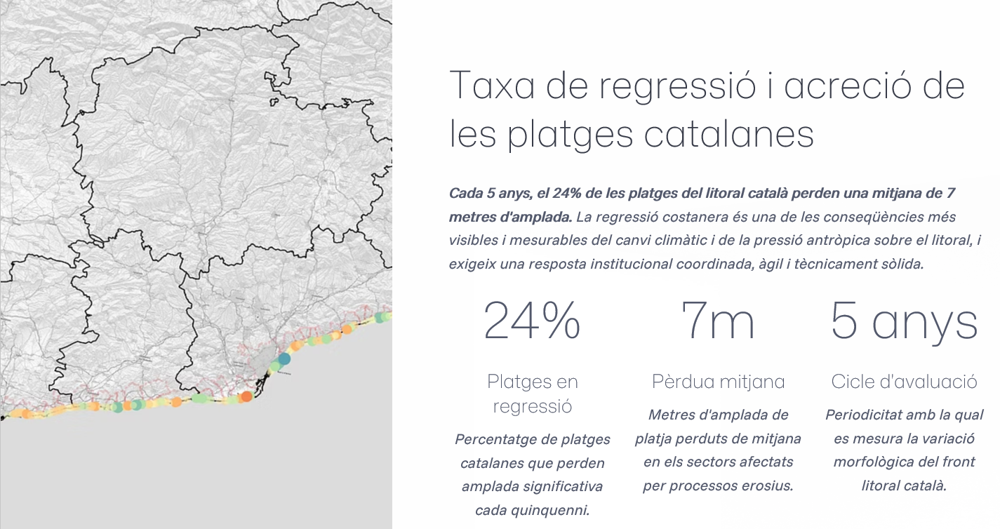 Taxa de regressió i acreció de
les platges catalanes
Cada 5 anys, el 24% de les platges del litoral català perden una mitjana de 7
metres d'amplada. La regressió costanera és una de les conseqüències més
visibles i mesurables del canvi climàtic i de la pressió antròpica sobre el litoral, i
exigeix una resposta institucional coordinada, àgil i tècnicament sòlida.
24%
Platges en
regressió
Percentatge de platges
catalanes que perden
amplada significativa
cada quinquenni.
7m
Pèrdua mitjana
Metres d'amplada de
platja perduts de mitjana
en els sectors afectats
per processos erosius.
5 anys
Cicle d'avaluació
Periodicitat amb la qual
es mesura la variació
morfològica del front
litoral català.